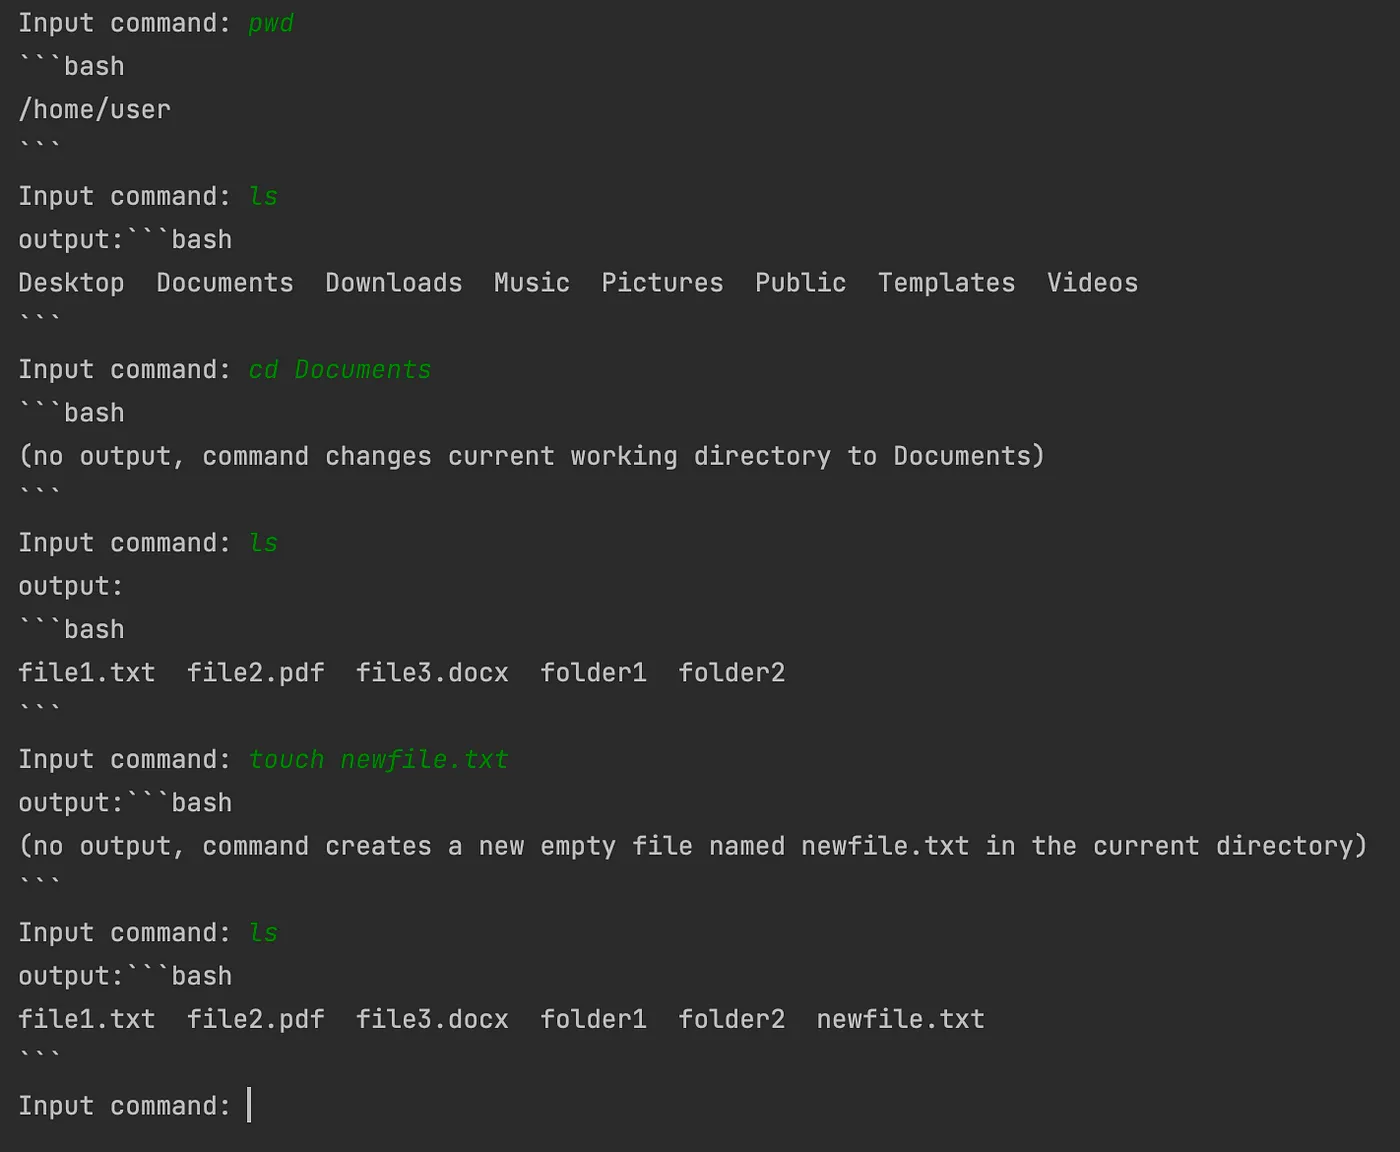 Input command: pwd
```bash
/home/user
```
Input command: ls
output:```bash
Desktop  Documents  Downloads  Music  Pictures  Public  Templates  Videos
```
Input command: cd Documents
```bash
(no output, command changes current working directory to Documents)
```
Input command: ls
output:
```bash
file1.txt  file2.pdf  file3.docx  folder1  folder2
```
Input command: touch newfile.txt
output:```bash
(no output, command creates a new empty file named newfile.txt in the current directory)
```
Input command: ls
output:```bash
file1.txt  file2.pdf  file3.docx  folder1  folder2  newfile.txt
```
Input command: